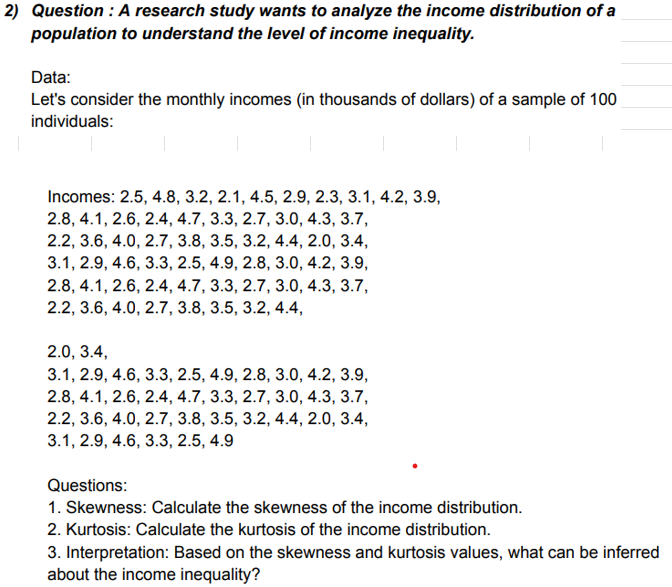 2) Question : A research study wants to analyze the income distribution of a
population to understand the level of income inequality.
Data:
Let's consider the monthly incomes (in thousands of dollars) of a sample of 100
individuals:
Incomes: 2.5, 4.8, 3.2, 2.1, 4.5, 2.9, 2.3, 3.1, 4.2, 3.9,
2.8, 4.1, 2.6, 2.4, 4.7, 3.3, 2.7, 3.0, 4.3, 3.7,
2.2, 3.6, 4.0, 2.7, 3.8, 3.5, 3.2, 4.4, 2.0, 3.4,
3.1, 2.9, 4.6, 3.3, 2.5, 4.9, 2.8, 3.0, 4.2, 3.9,
2.8, 4.1, 2.6, 2.4, 4.7, 3.3, 2.7, 3.0, 4.3, 3.7,
2.2, 3.6, 4.0, 2.7, 3.8, 3.5, 3.2, 4.4,
2.0, 3.4,
3.1, 2.9, 4.6, 3.3, 2.5, 4.9, 2.8, 3.0, 4.2, 3.9,
2.8, 4.1, 2.6, 2.4, 4.7, 3.3, 2.7, 3.0, 4.3, 3.7,
2.2, 3.6, 4.0, 2.7, 3.8, 3.5, 3.2, 4.4, 2.0, 3.4,
3.1, 2.9, 4.6, 3.3, 2.5, 4.9
Questions:
1. Skewness: Calculate the skewness of the income distribution.
2. Kurtosis: Calculate the kurtosis of the income distribution.
3. Interpretation: Based on the skewness and kurtosis values, what can be inferred
about the income inequality?